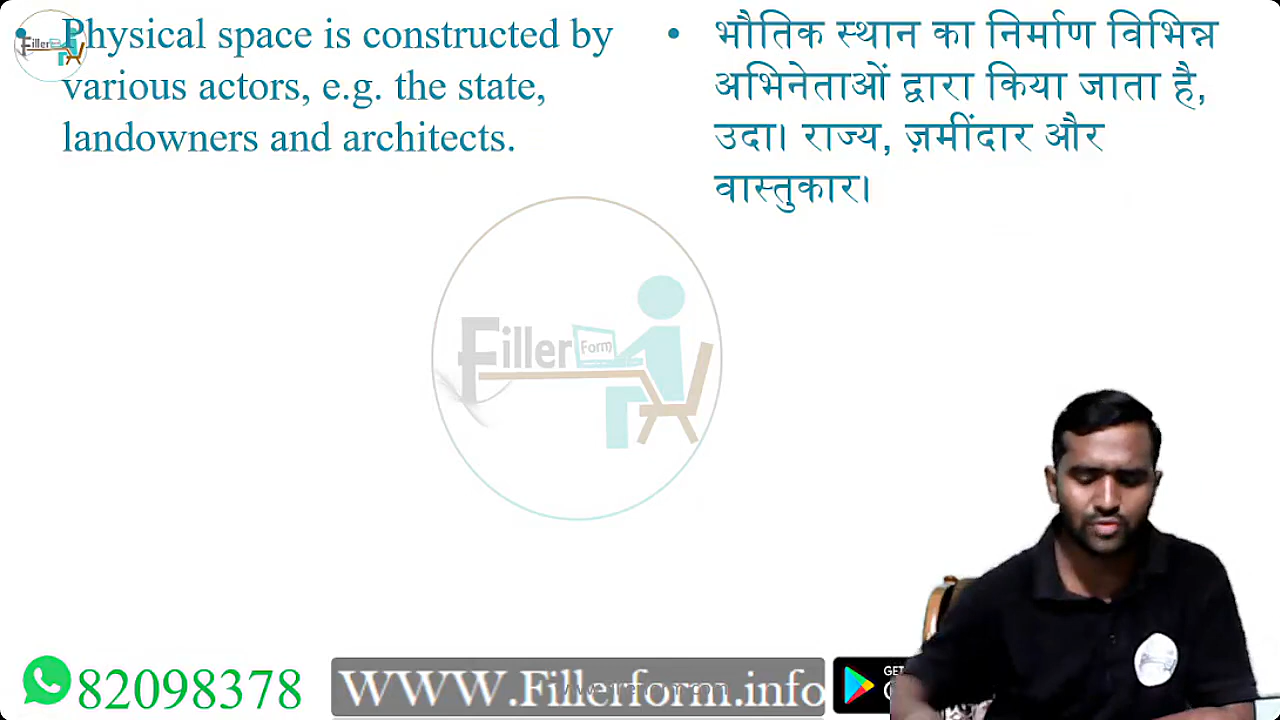 • Physical space is constructed by
various actors, e.g. the state,
landowners and architects.
• भौतिक स्थान का निर्माण विभिन्न
अभिनेताओं द्वारा किया जाता है,
उदा। राज्य, ज़मींदार और
वास्तुकार।
Filler
Form
82098378
WWW.Fillerform.info
GET